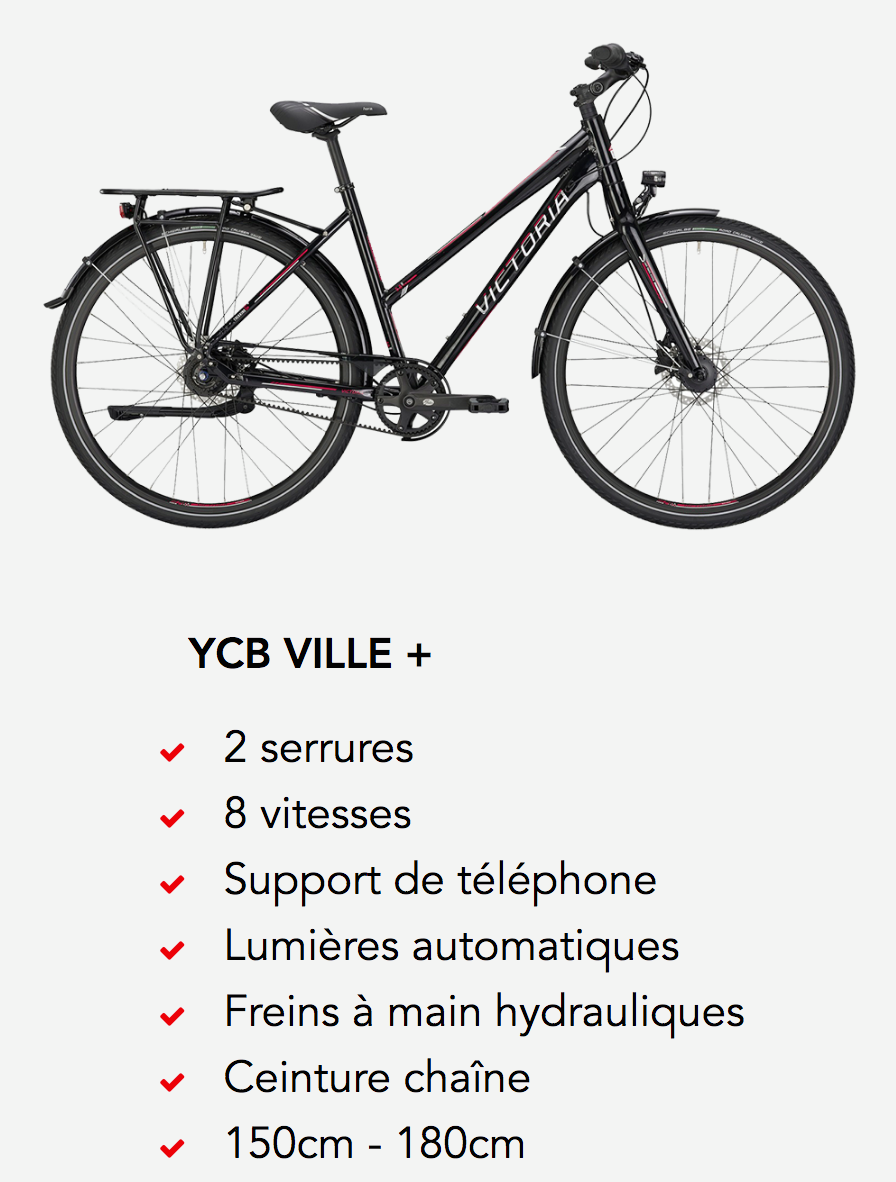 VICTORIA
YCB VILLE +
2 serrures
8 vitesses
Support de téléphone
Lumières automatiques
Freins à main hydrauliques
Ceinture chaîne
150cm - 180cm